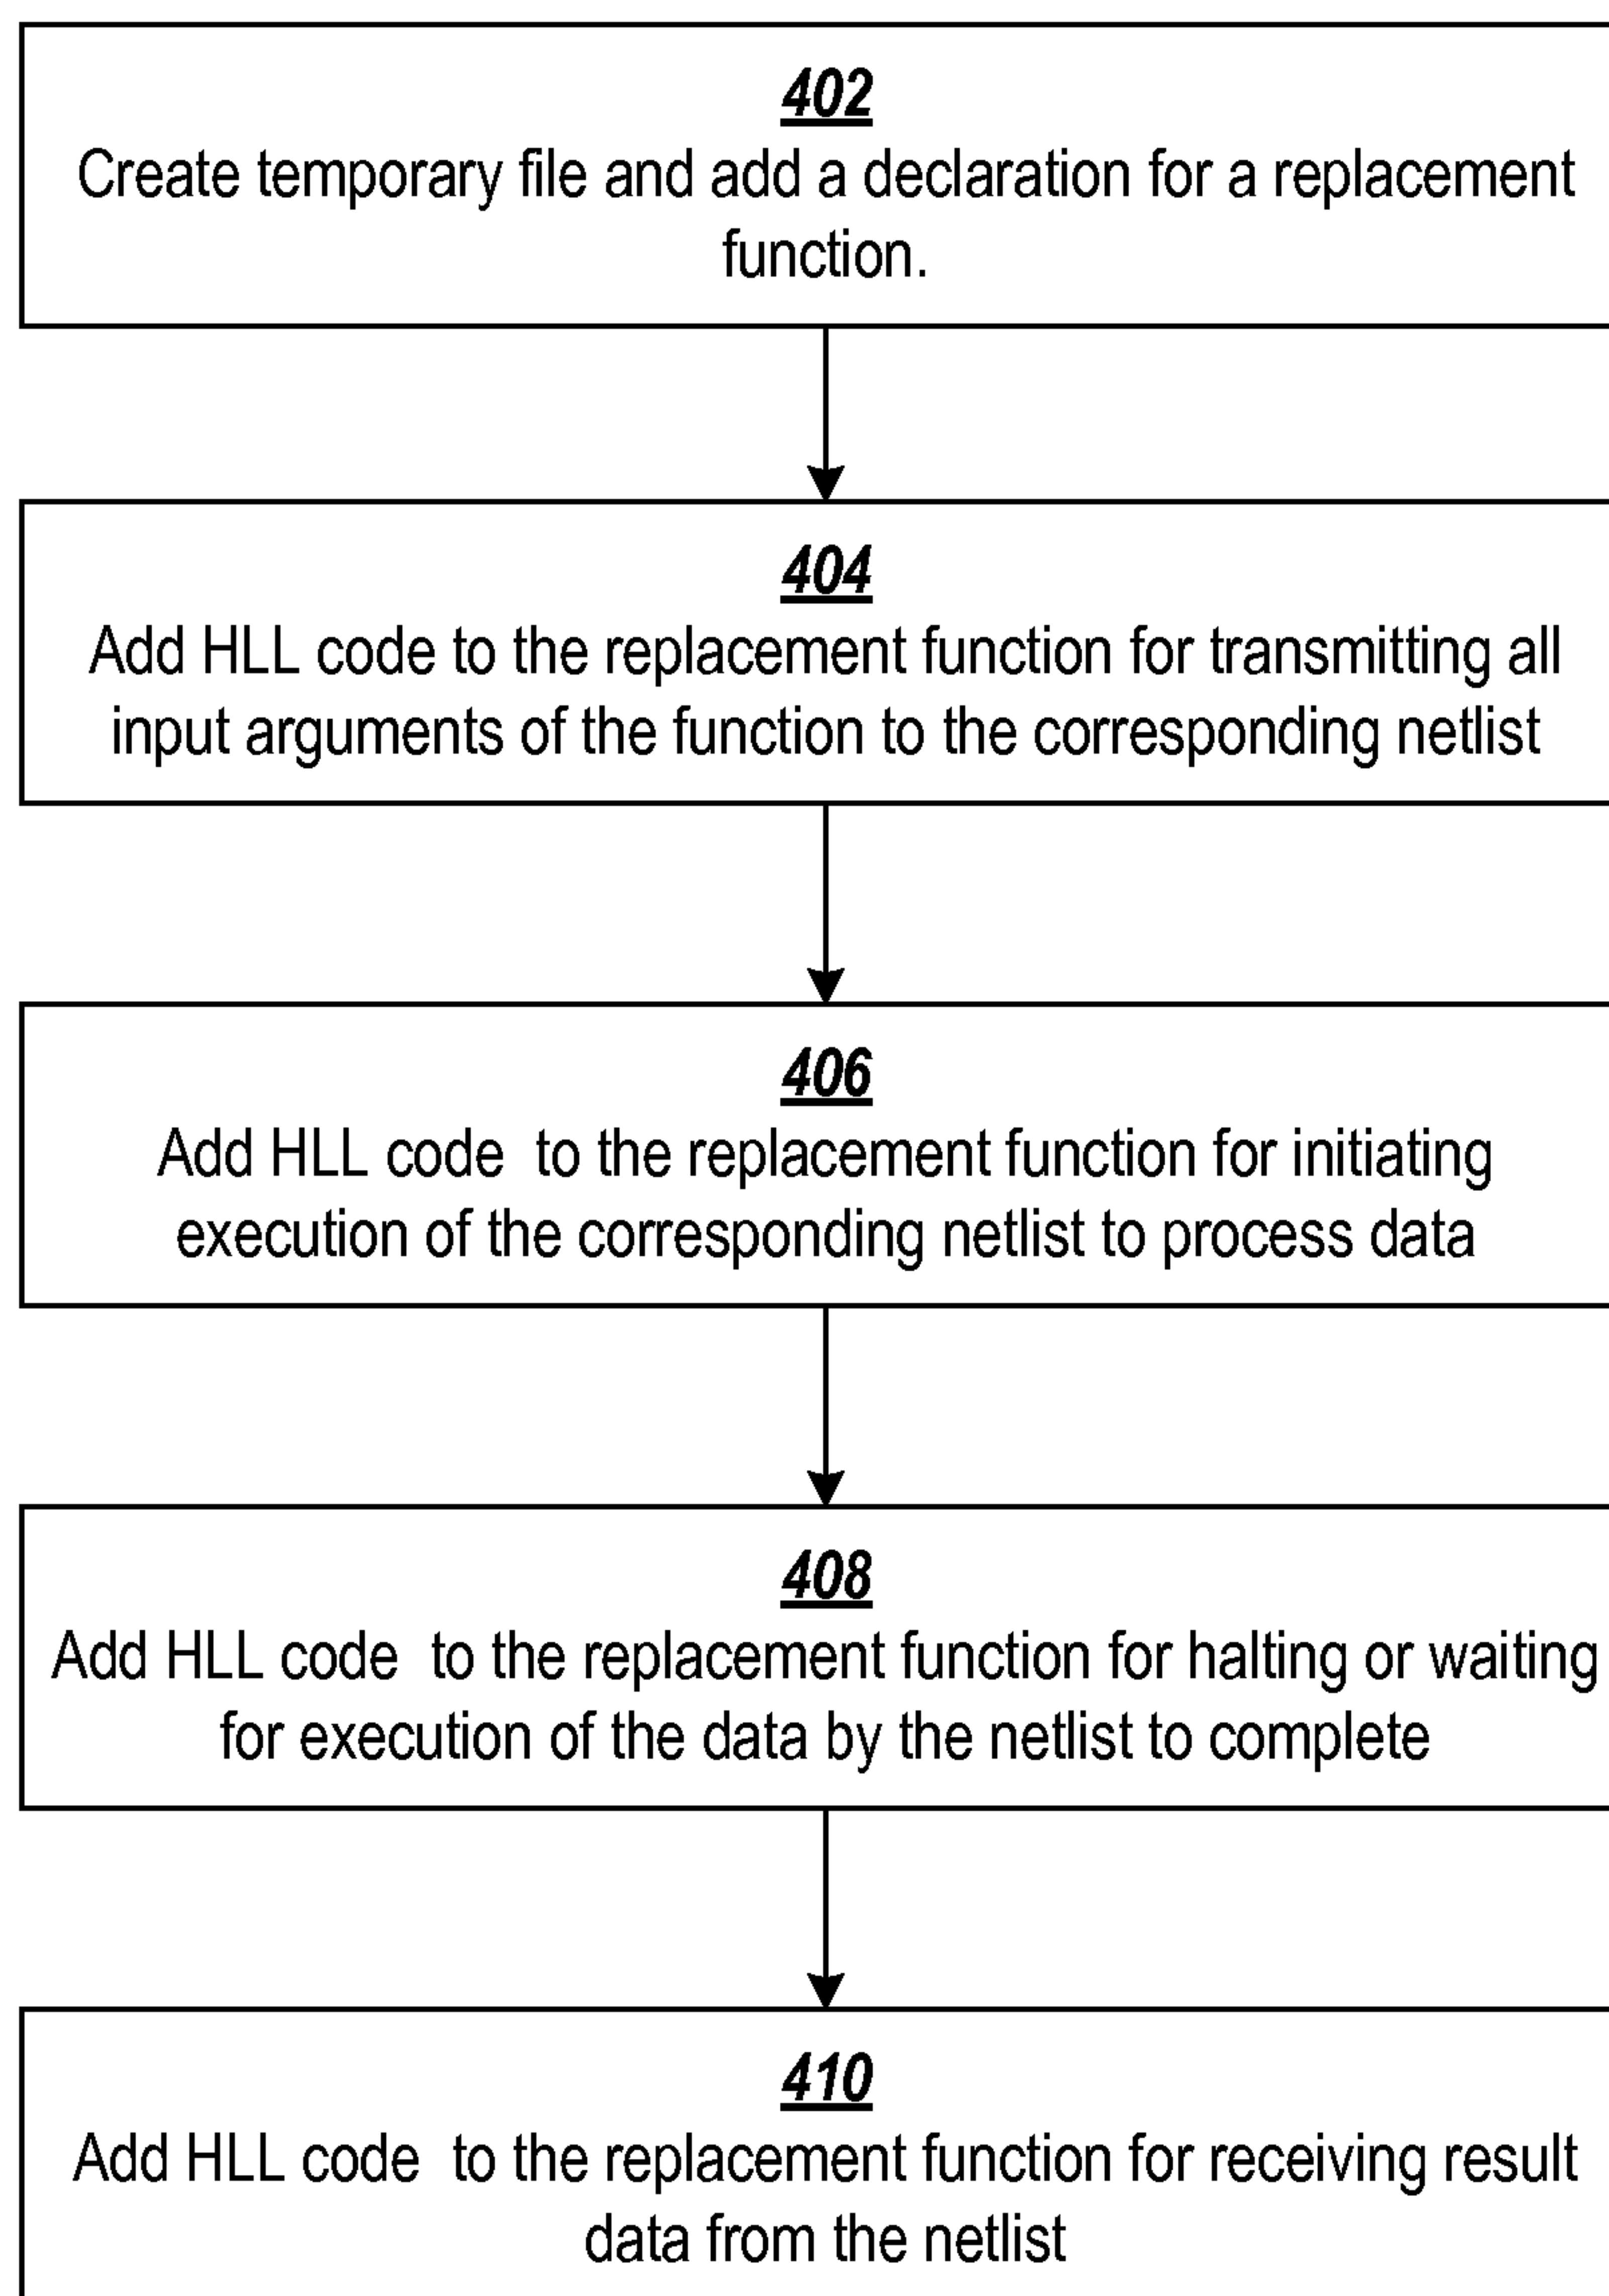 402
Create temporary file and add a declaration for a replacement
function.
404
Add HLL code to the replacement function for transmitting all
input arguments of the function to the corresponding netlist
406
Add HLL code to the replacement function for initiating
execution of the corresponding netlist to process data
408
Add HLL code to the replacement function for halting or waiting
for execution of the data by the netlist to complete
410
Add HLL code to the replacement function for receiving result
data from the netlist